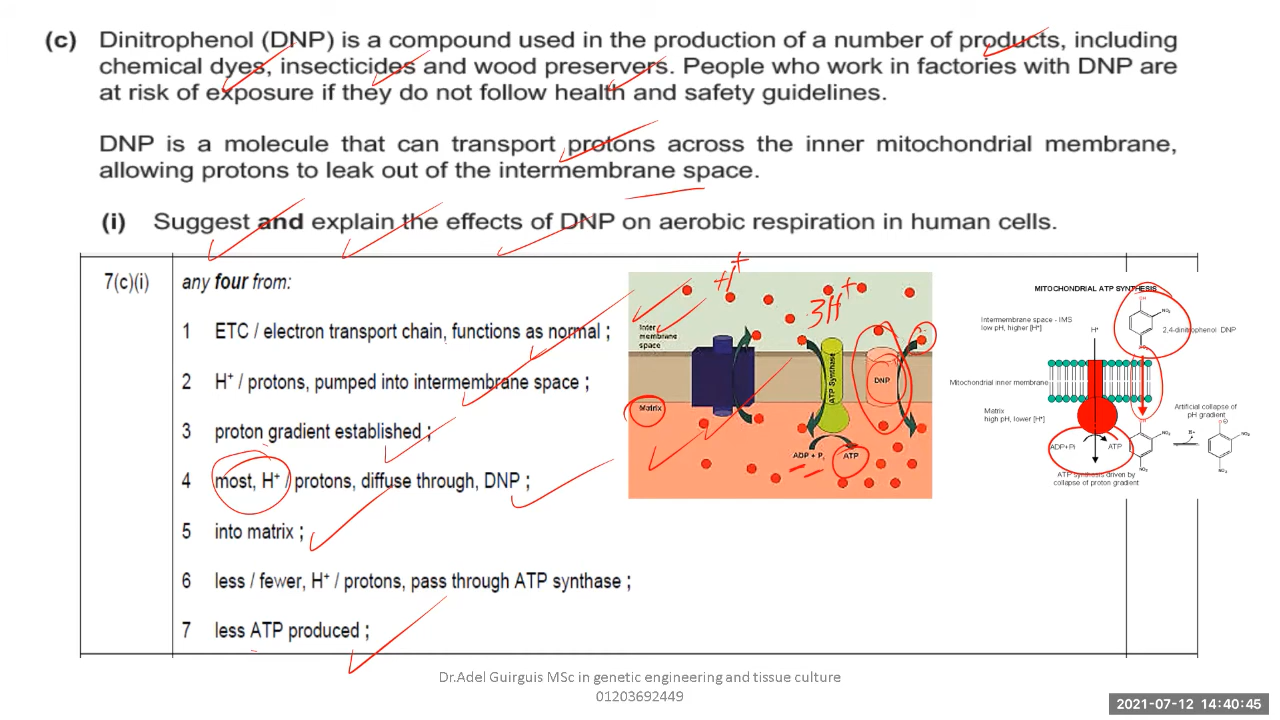 (c) Dinitrophenol (DNP) is a compound used in the production of a number of products, including
chemical dyes, insecticides and wood preservers. People who work in factories with DNP are
at risk of exposure if they do not follow health and safety guidelines.
DNP is a molecule that can transport protons across the inner mitochondrial membrane,
allowing protons to leak out of the intermembrane space.
(i) Suggest and explain the effects of DNP on aerobic respiration in human cells.
7(c)(i) any four from:
1 ETC / electron transport chain, functions as normal ;
2 H⁺ / protons, pumped into intermembrane space ;
3 proton gradient established ;
4 most, H⁺ / protons, diffuse through, DNP ;
5 into matrix ;
6 less / fewer, H⁺ / protons, pass through ATP synthase ;
7 less ATP produced ;
H⁺
3H⁺
Inter
membrane
space
ATP Synthase
DNP
Matrix
ADP + Pᵢ
ATP
MITOCHONDRIAL ATP SYNTHESIS
Intermembrane space - IMS
low pH, higher [H⁺]
H⁺
OH
NO₂
2,4-dinitrophenol DNP
Mitochondrial inner membrane
Matrix
high pH, lower [H⁺]
Artificial collapse of
pH gradient
ADP+Pi
ATP
NO₂
H⁺
NO₂
NO₂
NO₂
ATP synthesis driven by
collapse of proton gradient
Dr.Adel Guirguis MSc in genetic engineering and tissue culture
01203692449
2021-07-12 14:40:45